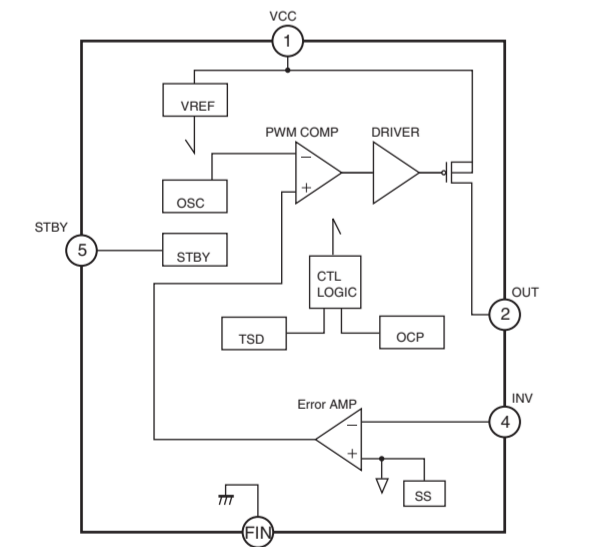 VCC
1
VREF
PWM COMP
DRIVER
−
+
OSC
STBY
5
STBY
CTL
LOGIC
OUT
2
TSD
OCP
INV
Error AMP
4
−
+
SS
FIN